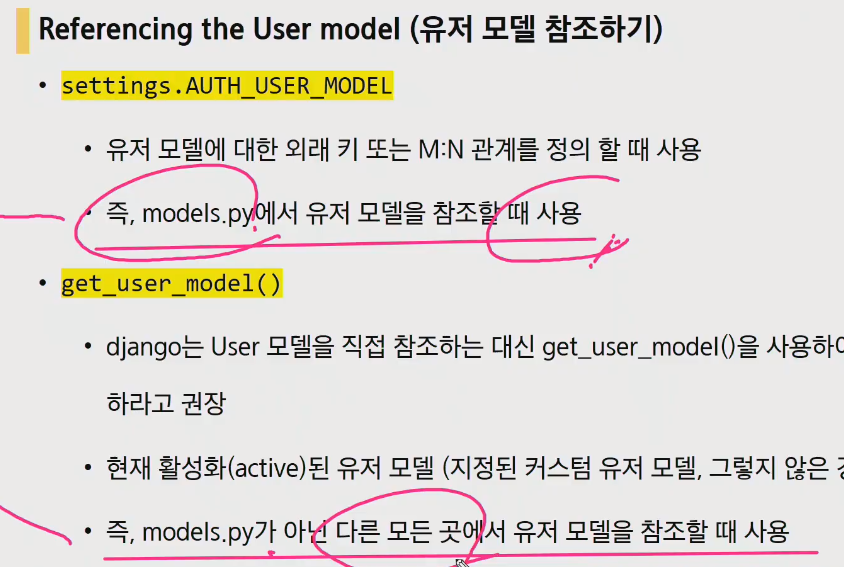 Referencing the User model (유저 모델 참조하기)
• settings.AUTH_USER_MODEL
• 유저 모델에 대한 외래 키 또는 M:N 관계를 정의 할 때 사용
• 즉, models.py에서 유저 모델을 참조할 때 사용
• get_user_model()
• django는 User 모델을 직접 참조하는 대신 get_user_model()을 사용하여
하라고 권장
• 현재 활성화(active)된 유저 모델 (지정된 커스텀 유저 모델, 그렇지 않은
• 즉, models.py가 아닌 다른 모든 곳에서 유저 모델을 참조할 때 사용